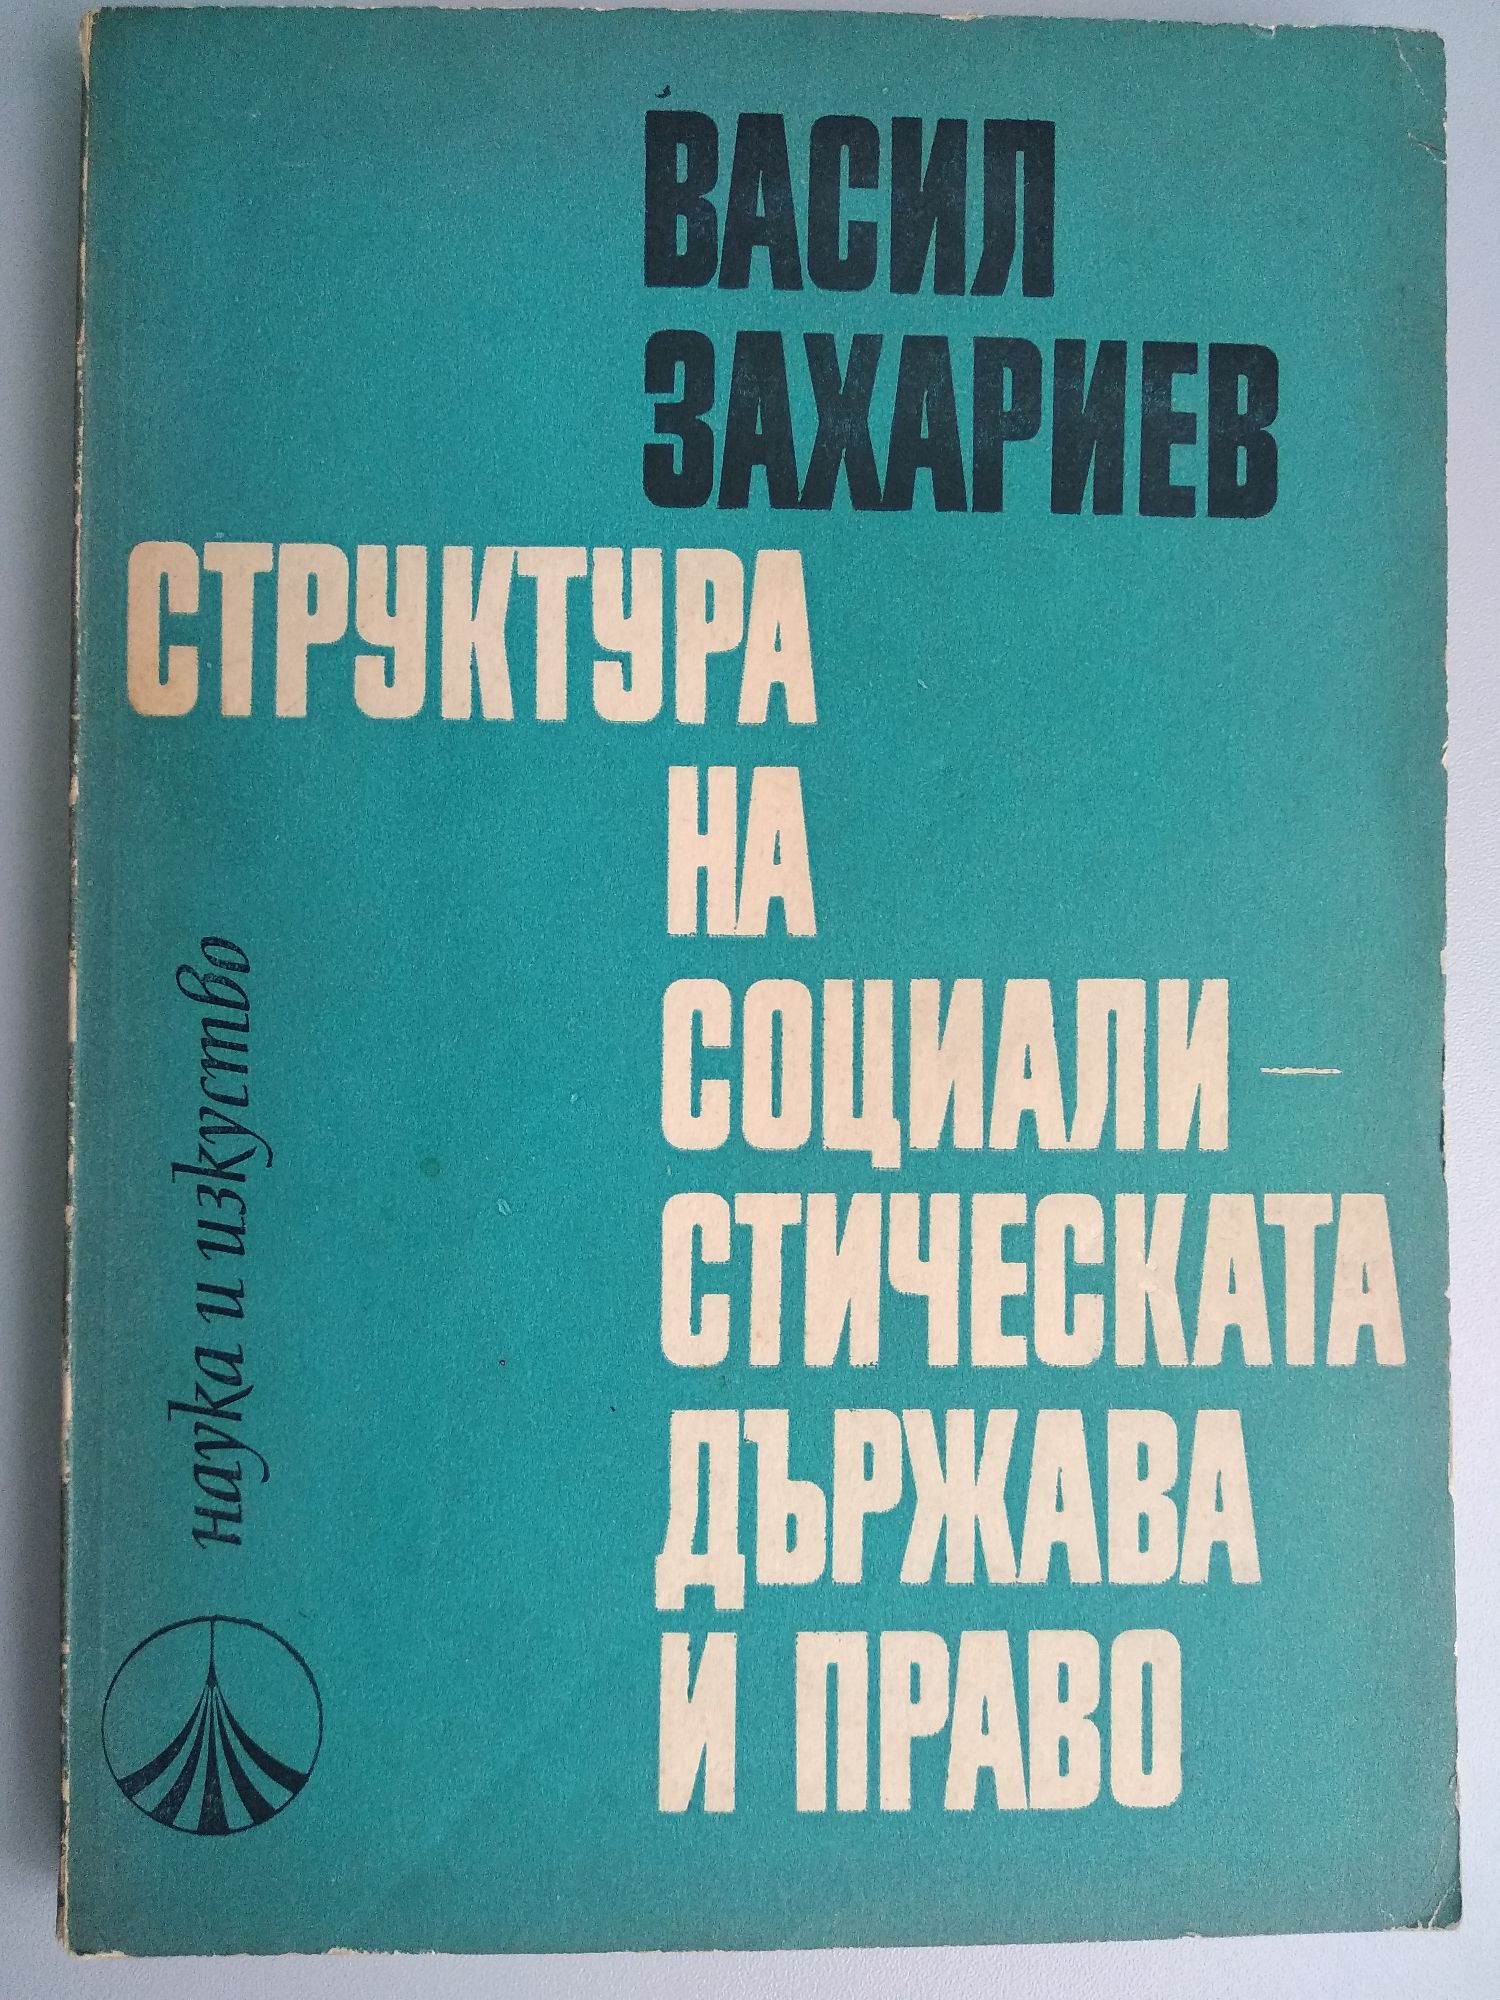 ВАСИЛ
ЗАХАРИЕВ
СТРУКТУРА
НА
СОЦИАЛИ-
СТИЧЕСКАТА
ДЪРЖАВА
И ПРАВО
наука и изкуство